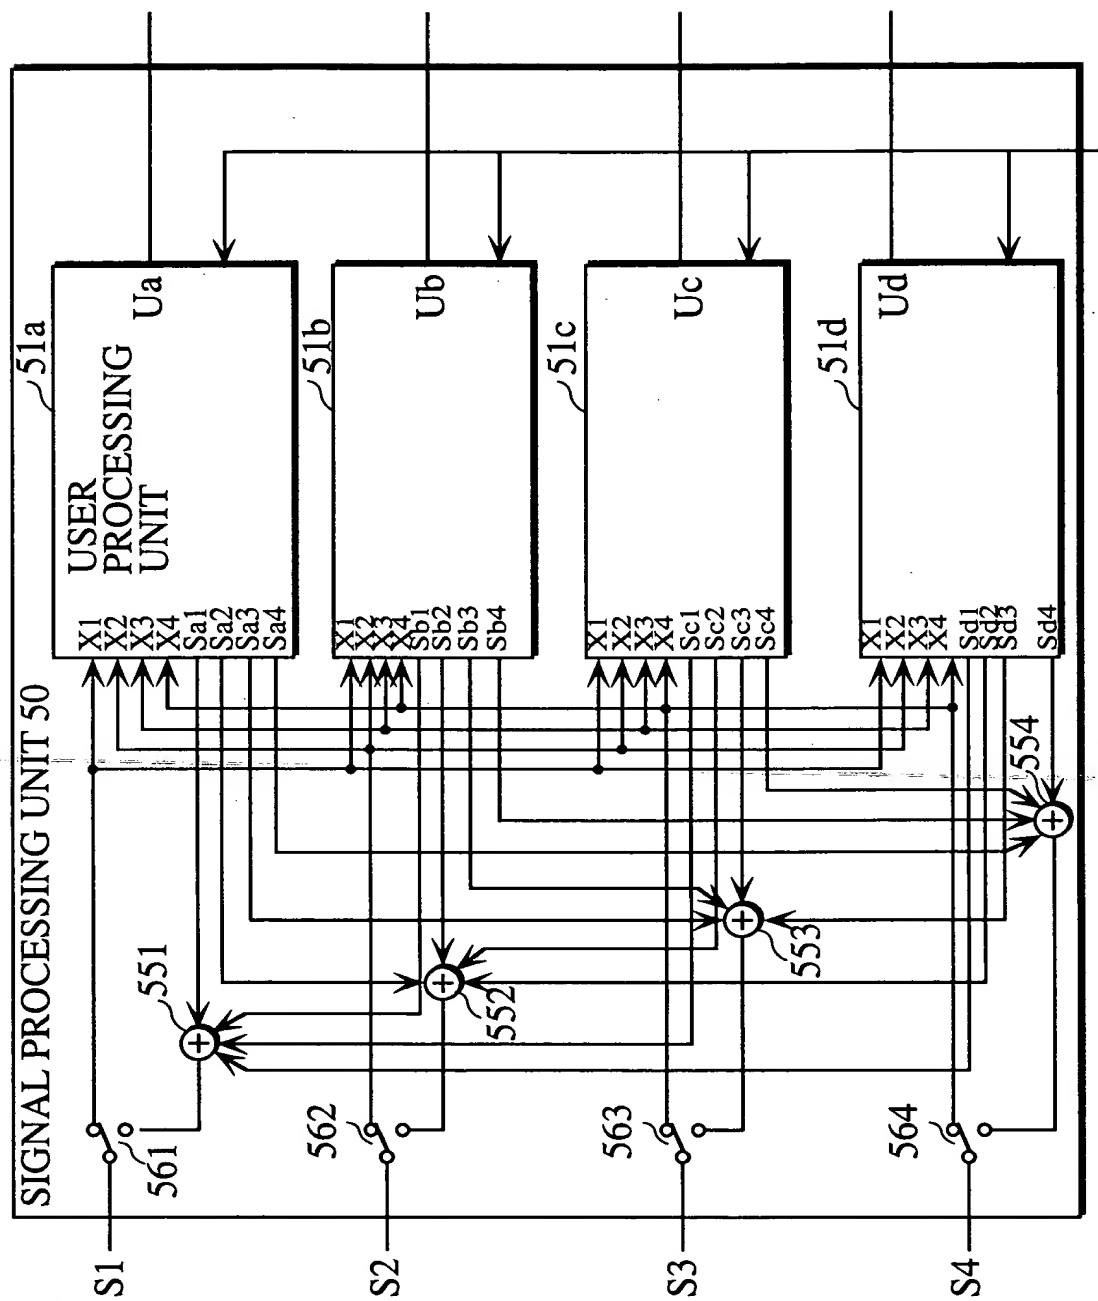 SIGNAL PROCESSING UNIT 50
51a
USER
PROCESSING
UNIT
Ua
X1
X2
X3
X4
Sa1
Sa2
Sa3
Sa4
51b
Ub
X1
X2
X3
X4
Sb1
Sb2
Sb3
Sb4
51c
Uc
X1
X2
X3
X4
Sc1
Sc2
Sc3
Sc4
51d
Ud
X1
X2
X3
X4
Sd1
Sd2
Sd3
Sd4
551
552
553
554
561
562
563
564
S1
S2
S3
S4